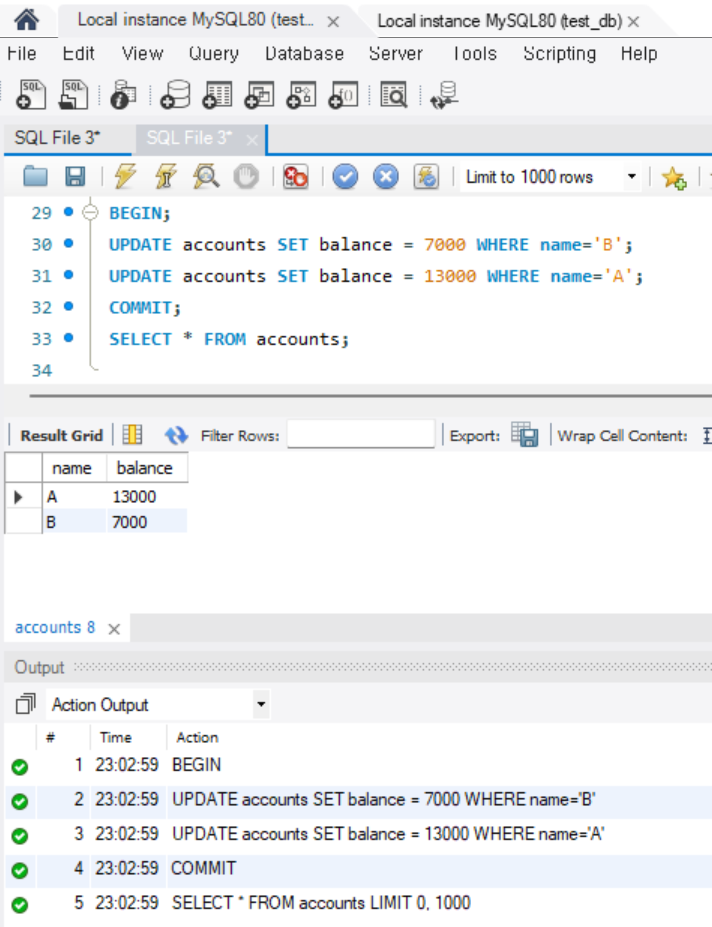 Local instance MySQL80 (test... × Local instance MySQL80 (test_db) ×
File Edit View Query Database Server Tools Scripting Help
SQL File 3* SQL File 3* ×
Limit to 1000 rows
29 BEGIN;
30 UPDATE accounts SET balance = 7000 WHERE name='B';
31 UPDATE accounts SET balance = 13000 WHERE name='A';
32 COMMIT;
33 SELECT * FROM accounts;
34
Result Grid Filter Rows: Export: Wrap Cell Content:
name balance
A 13000
B 7000
accounts 8 ×
Output
Action Output
# Time Action
1 23:02:59 BEGIN
2 23:02:59 UPDATE accounts SET balance = 7000 WHERE name='B'
3 23:02:59 UPDATE accounts SET balance = 13000 WHERE name='A'
4 23:02:59 COMMIT
5 23:02:59 SELECT * FROM accounts LIMIT 0, 1000